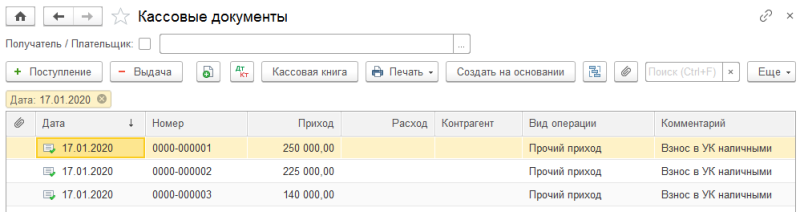 Кассовые документы
Получатель / Плательщик:
+ Поступление − Выдача Дт Кт Кассовая книга Печать Создать на основании Поиск (Ctrl+F) × Еще
Дата: 17.01.2020
Дата ↓ Номер Приход Расход Контрагент Вид операции Комментарий
17.01.2020 0000-000001 250 000,00 Прочий приход Взнос в УК наличными
17.01.2020 0000-000002 225 000,00 Прочий приход Взнос в УК наличными
17.01.2020 0000-000003 140 000,00 Прочий приход Взнос в УК наличными